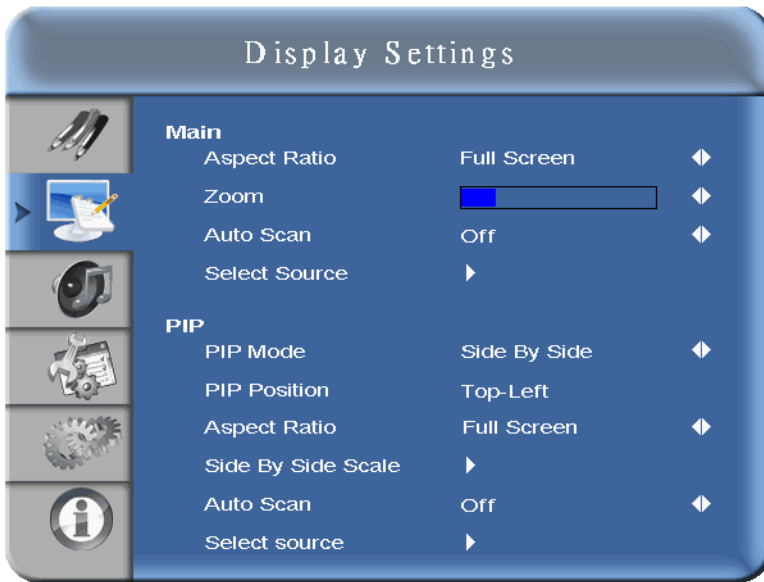 Display Settings
Main
Aspect Ratio Full Screen
Zoom
Auto Scan Off
Select Source
PIP
PIP Mode Side By Side
PIP Position Top-Left
Aspect Ratio Full Screen
Side By Side Scale
Auto Scan Off
Select source